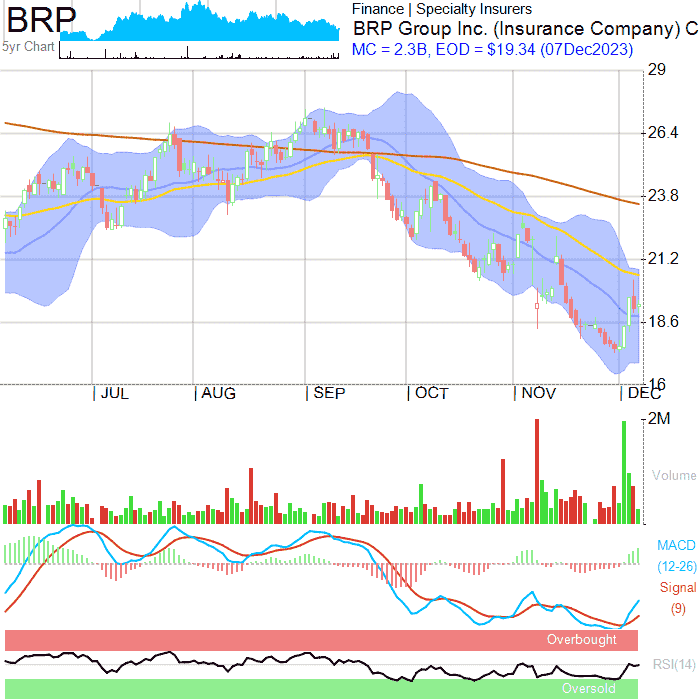 BRP
5yr Chart
Finance | Specialty Insurers
BRP Group Inc. (Insurance Company) C
MC = 2.3B, EOD = $19.34 (07Dec2023)
29
26.4
23.8
21.2
18.6
16
JUL
AUG
SEP
OCT
NOV
DEC
2M
Volume
MACD
(12-26)
Signal
(9)
Overbought
RSI(14)
Oversold